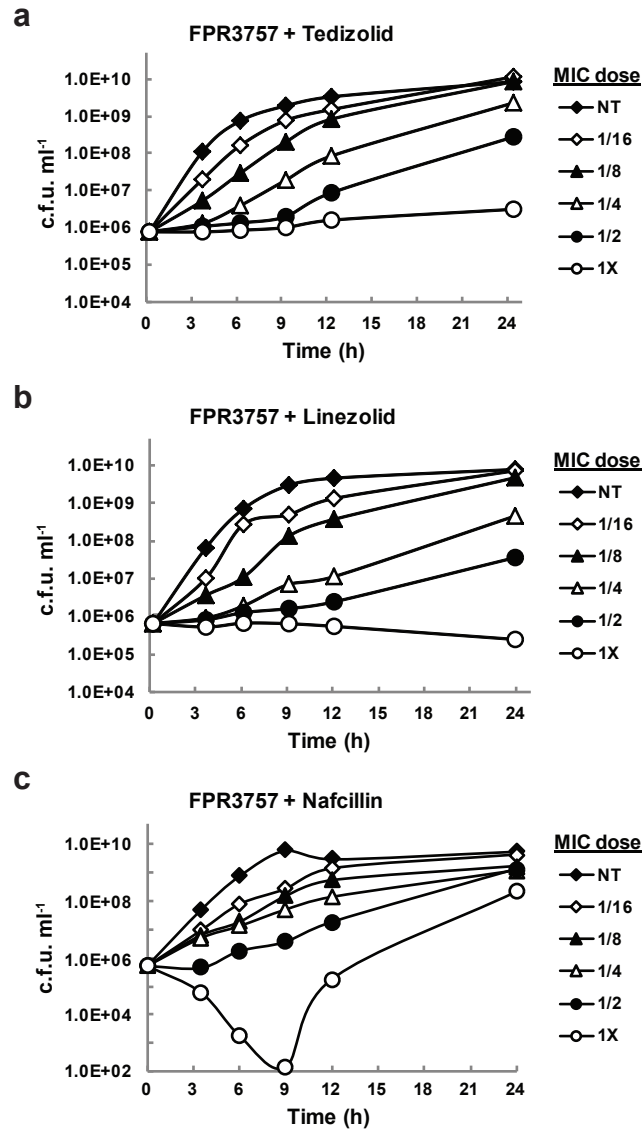 a
FPR3757 + Tedizolid
MIC dose
1.0E+10
1.0E+09
1.0E+08
1.0E+07
1.0E+06
1.0E+05
1.0E+04
c.f.u. ml-1
NT
1/16
1/8
1/4
1/2
1X
0 3 6 9 12 15 18 21 24
Time (h)
b
FPR3757 + Linezolid
MIC dose
1.0E+10
1.0E+09
1.0E+08
1.0E+07
1.0E+06
1.0E+05
1.0E+04
c.f.u. ml-1
NT
1/16
1/8
1/4
1/2
1X
0 3 6 9 12 15 18 21 24
Time (h)
c
FPR3757 + Nafcillin
MIC dose
1.0E+10
1.0E+08
1.0E+06
1.0E+04
1.0E+02
c.f.u. ml-1
NT
1/16
1/8
1/4
1/2
1X
0 3 6 9 12 15 18 21 24
Time (h)